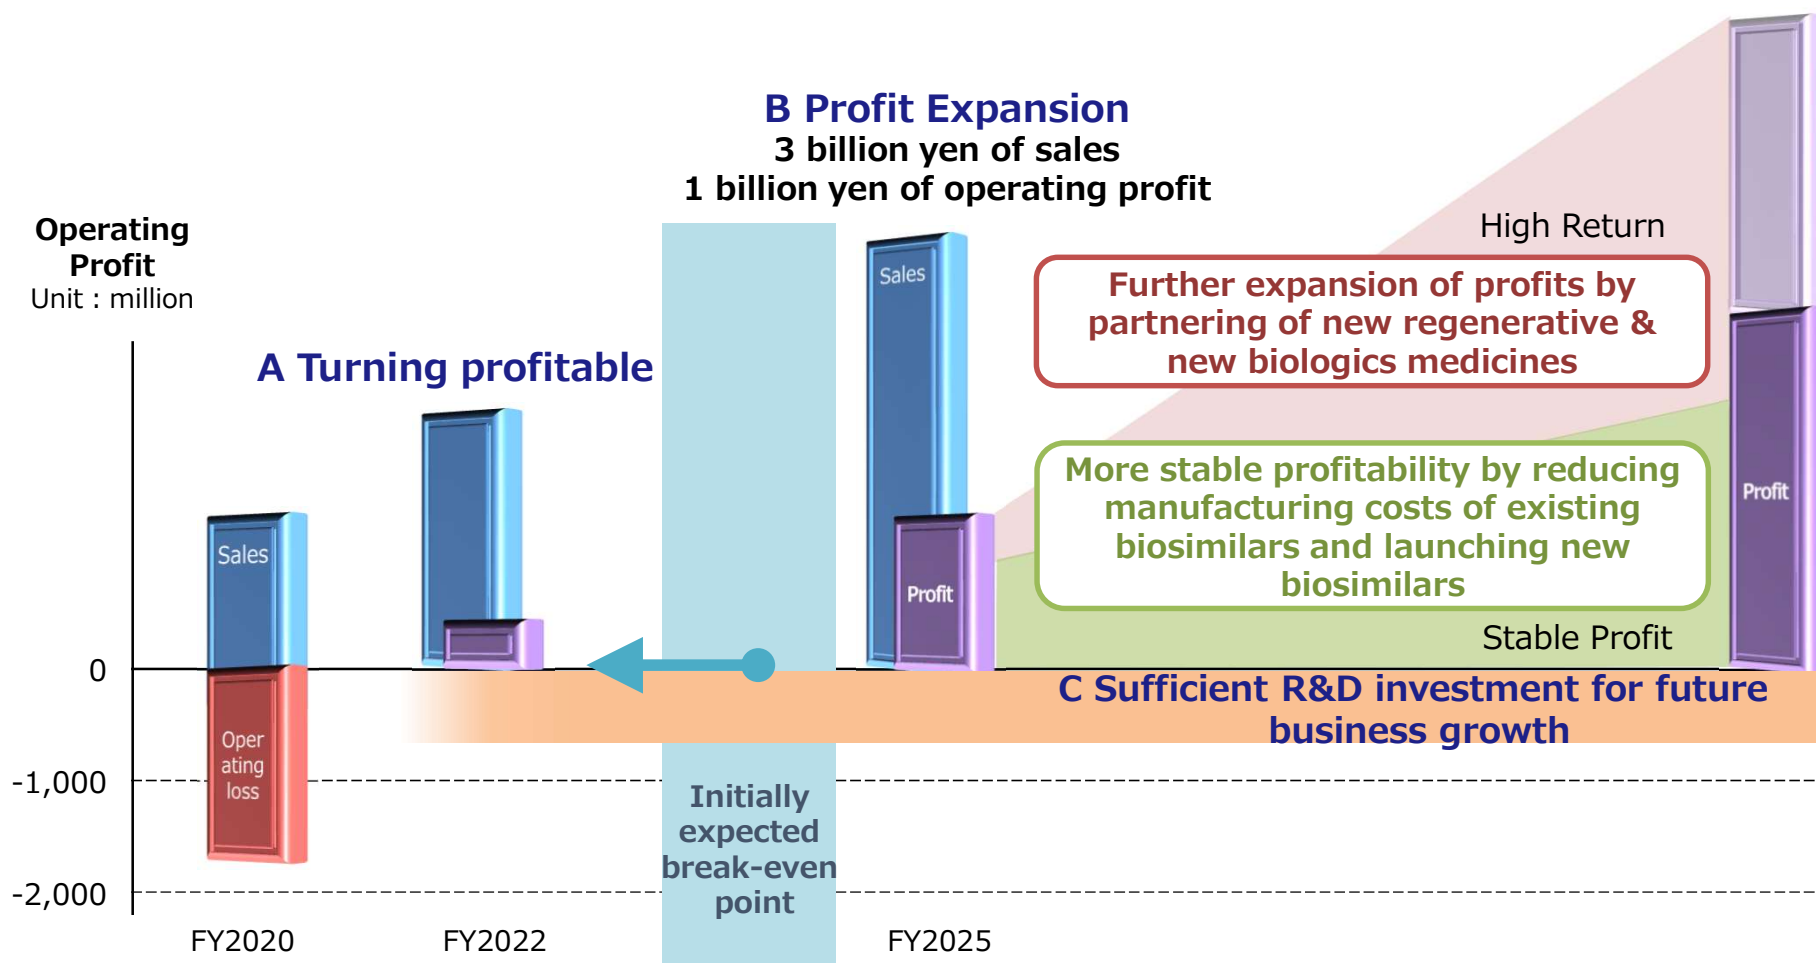 B Profit Expansion
3 billion yen of sales
1 billion yen of operating profit
Operating
Profit
Unit : million
A Turning profitable
High Return
Further expansion of profits by
partnering of new regenerative &
new biologics medicines
More stable profitability by reducing
manufacturing costs of existing
biosimilars and launching new
biosimilars
Stable Profit
Sales
Sales
Profit
Profit
Oper
ating
loss
C Sufficient R&D investment for future
business growth
Initially
expected
break-even
point
0
-1,000
-2,000
FY2020
FY2022
FY2025